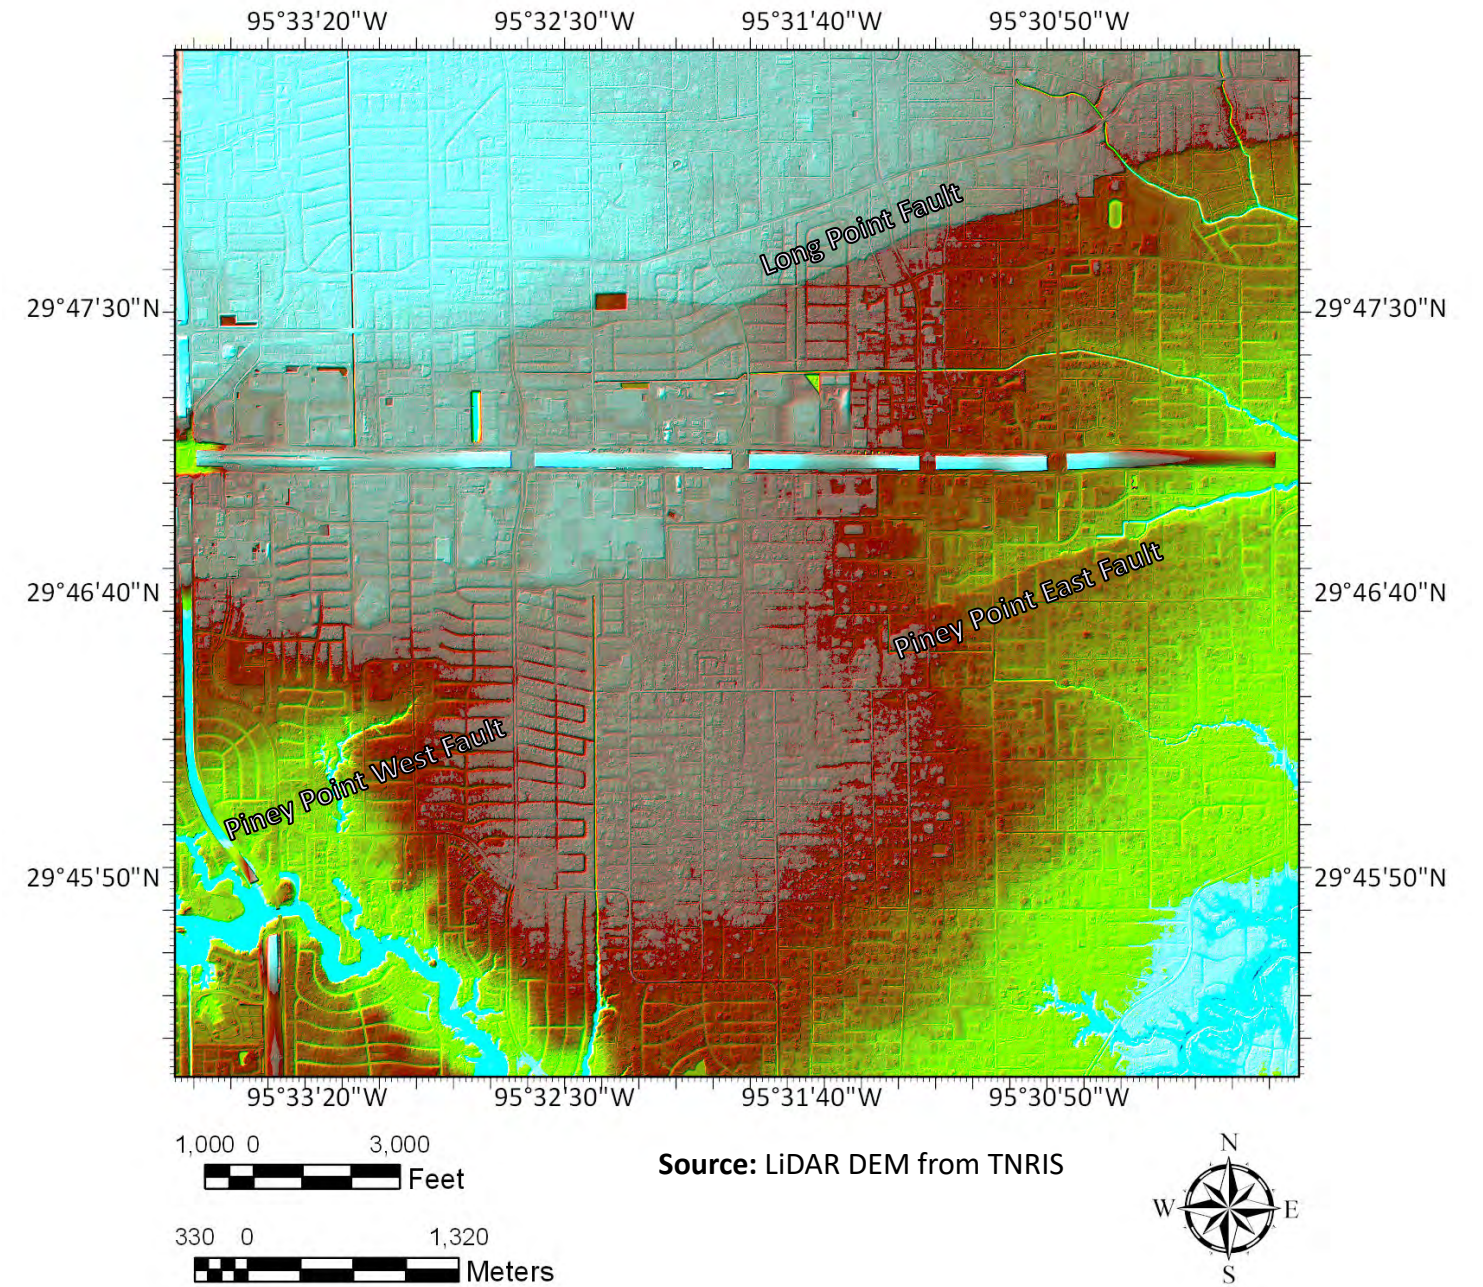 95°33'20"W 95°32'30"W 95°31'40"W 95°30'50"W
Long Point Fault
29°47'30"N 29°47'30"N
29°46'40"N 29°46'40"N
Piney Point East Fault
Piney Point West Fault
29°45'50"N 29°45'50"N
95°33'20"W 95°32'30"W 95°31'40"W 95°30'50"W
1,000 0 3,000
Feet
Source: LiDAR DEM from TNRIS
N
W E
S
330 0 1,320
Meters